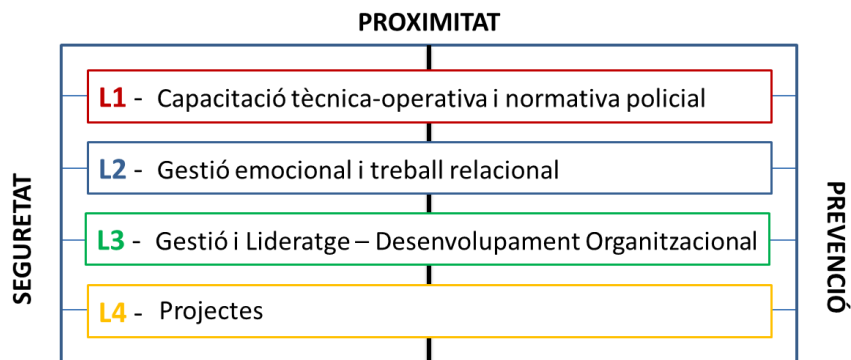 PROXIMITAT
L1 - Capacitació tècnica-operativa i normativa policial
L2 - Gestió emocional i treball relacional
L3 - Gestió i Lideratge – Desenvolupament Organitzacional
L4 - Projectes
SEGURETAT
PREVENCIÓ